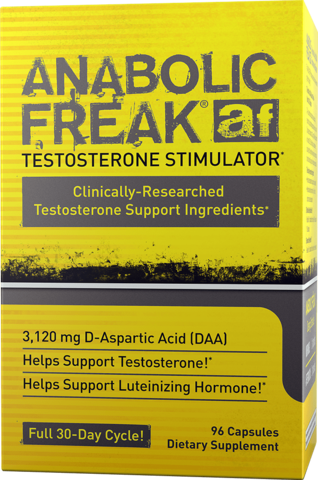 ANABOLIC
FREAK® af
TESTOSTERONE STIMULATOR*
Clinically-Researched
Testosterone Support Ingredients*
3,120 mg D-Aspartic Acid (DAA)
Helps Support Testosterone!*
Helps Support Luteinizing Hormone!*
Full 30-Day Cycle!
96 Capsules
Dietary Supplement